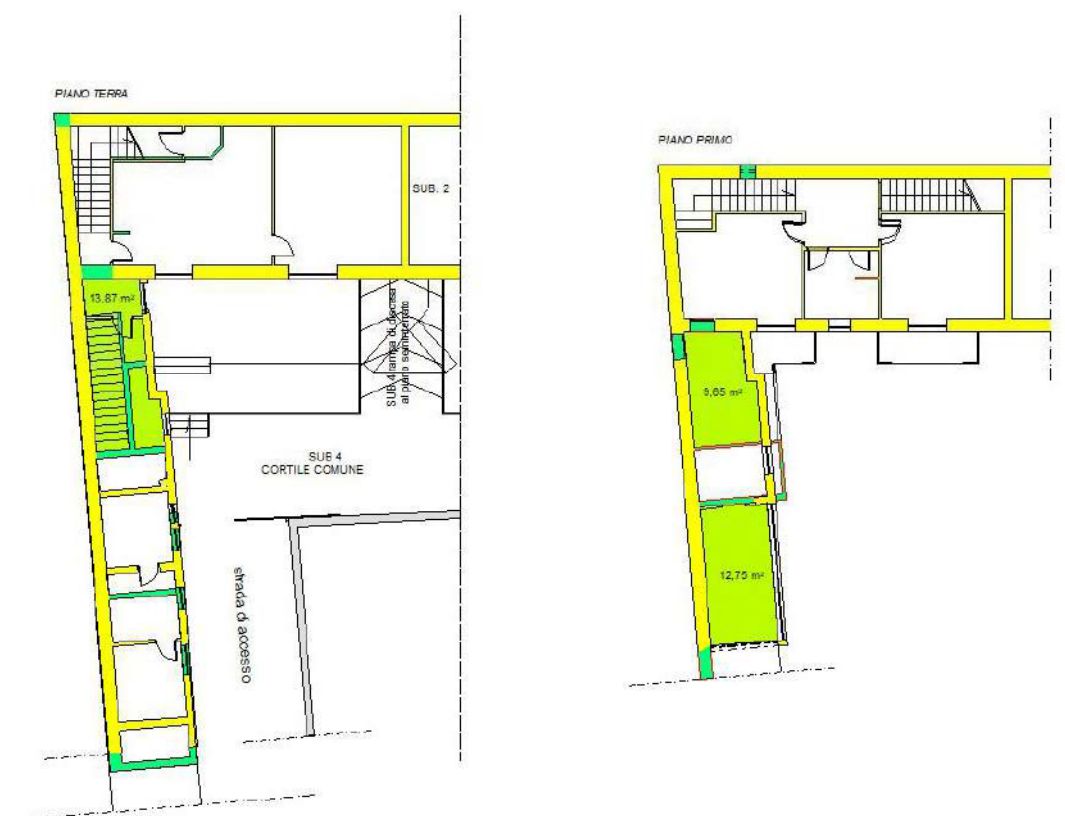 PIANO TERRA
SUB. 2
13.87 m²
SUB 4 rampa di discesa
al piano seminterrato
SUB 4
CORTILE COMUNE
strada di accesso
PIANO PRIMO
9,65 m²
12,75 m²